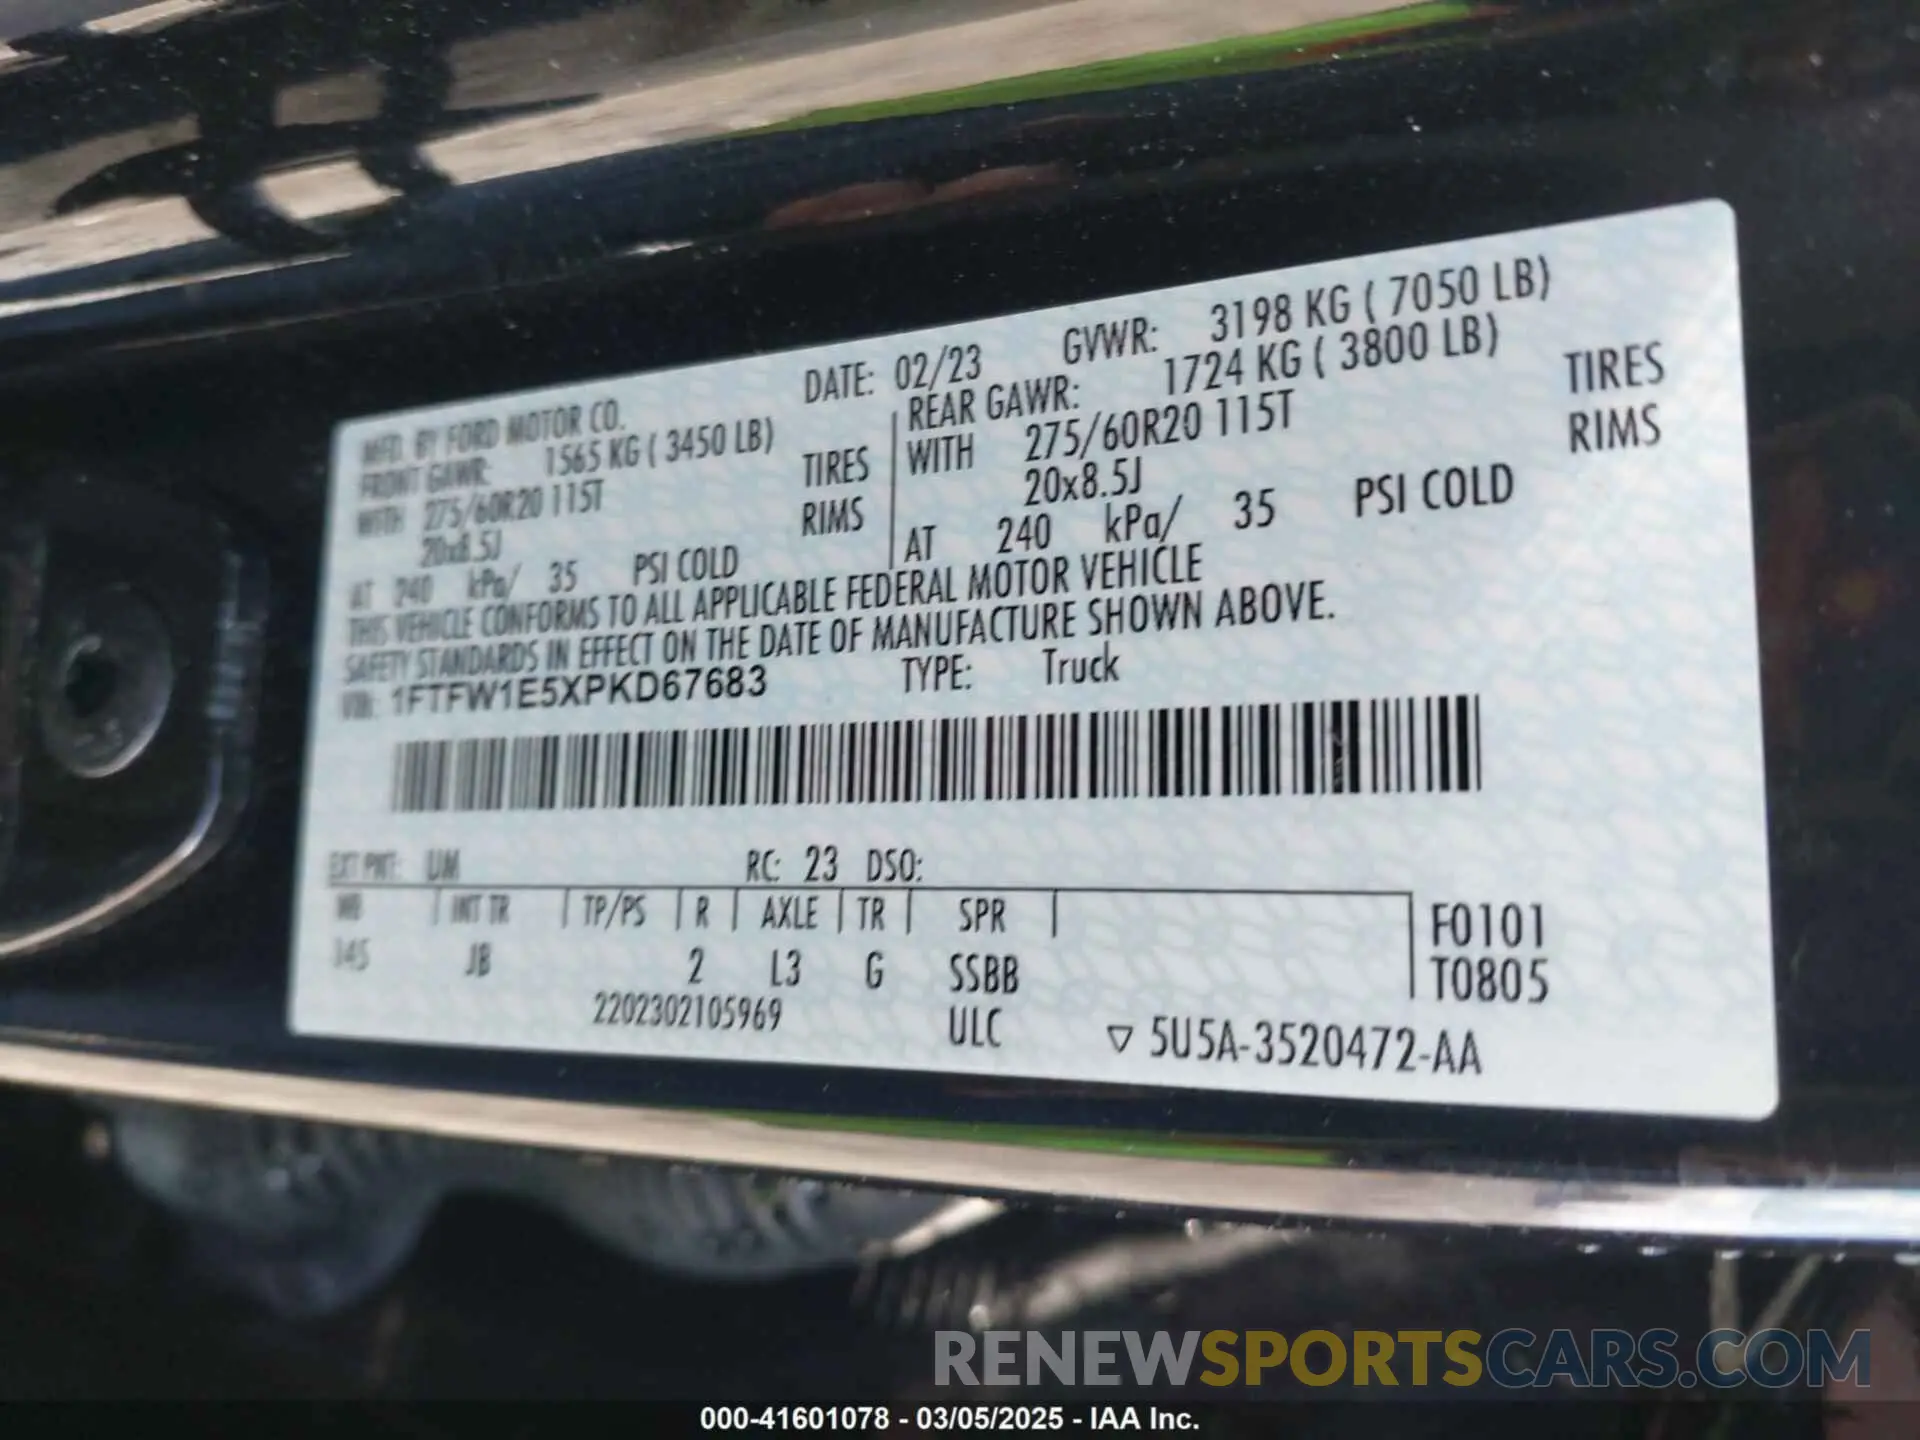 MFD. BY FORD MOTOR CO.
DATE: 02/23
GVWR: 3198 KG ( 7050 LB)
FRONT GAWR: 1565 KG ( 3450 LB)
WITH 275/60R20 115T TIRES
20x8.5J RIMS
AT 240 kPa/ 35 PSI COLD
REAR GAWR: 1724 KG ( 3800 LB)
WITH 275/60R20 115T TIRES
20x8.5J RIMS
AT 240 kPa/ 35 PSI COLD
THIS VEHICLE CONFORMS TO ALL APPLICABLE FEDERAL MOTOR VEHICLE
SAFETY STANDARDS IN EFFECT ON THE DATE OF MANUFACTURE SHOWN ABOVE.
VIN: 1FTFW1E5XPKD67683 TYPE: Truck
EXT PNT: UM RC: 23 DSO:
WB INT TR TP/PS R AXLE TR SPR
145 JB 2 L3 G SSBB
F0101
T0805
2202302105969 ULC ▽ 5U5A-3520472-AA
RENEWSPORTSCARS.COM
000-41601078 - 03/05/2025 - IAA Inc.